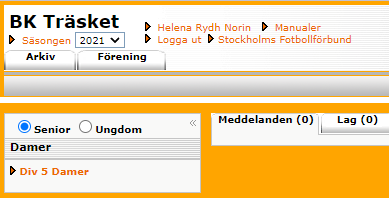 BK Träsket
Säsongen 2021
Helena Rydh Norin Manualer
Logga ut Stockholms Fotbollförbund
Arkiv Förening
Senior Ungdom «
Damer
Div 5 Damer
Meddelanden (0) Lag (0)